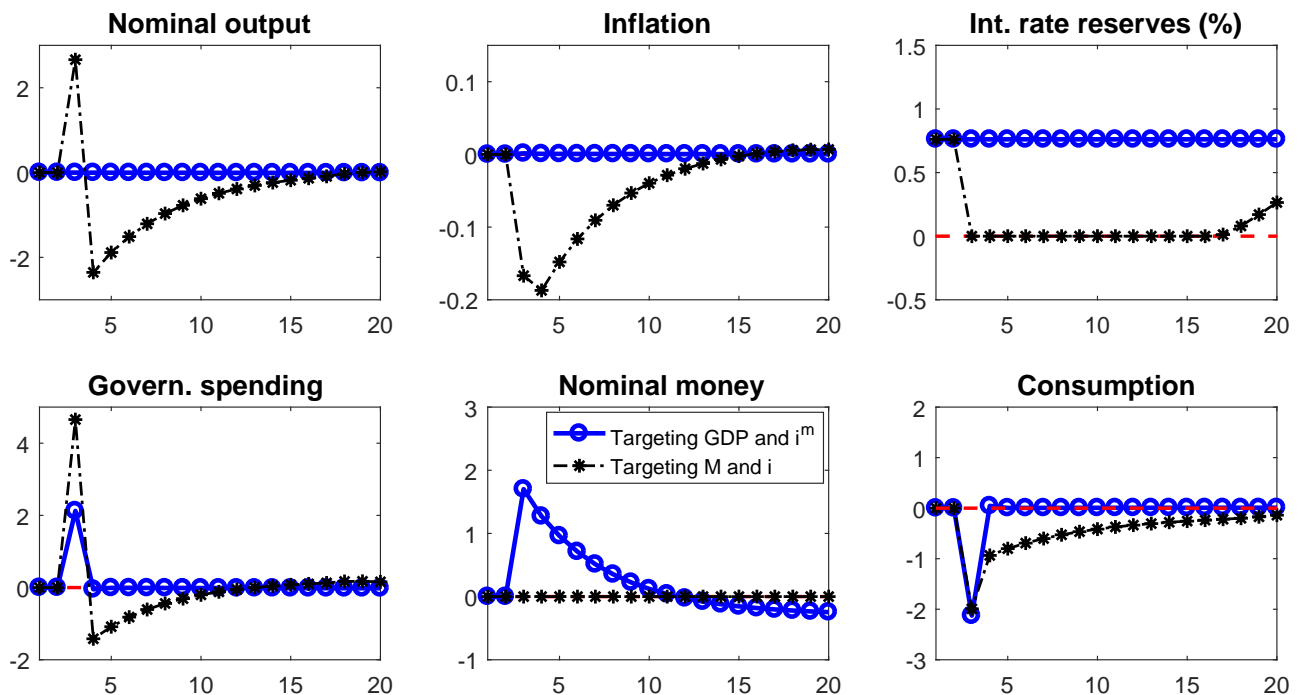 Nominal output
Inflation
Int. rate reserves (%)
2
0
-2
5 10 15 20
0.1
0
-0.1
-0.2
5 10 15 20
1.5
1
0.5
0
-0.5
5 10 15 20
Govern. spending
Nominal money
Consumption
4
2
0
-2
5 10 15 20
3
2
1
0
-1
5 10 15 20
Targeting GDP and i^m
Targeting M and i
2
1
0
-1
-2
-3
5 10 15 20